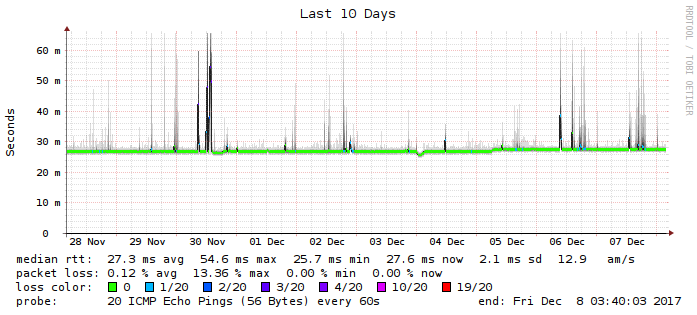 Last 10 Days
RRDTOOL / TOBI OETIKER
Seconds
60 m
50 m
40 m
30 m
20 m
10 m
0
28 Nov 29 Nov 30 Nov 01 Dec 02 Dec 03 Dec 04 Dec 05 Dec 06 Dec 07 Dec
median rtt: 27.3 ms avg 54.6 ms max 25.7 ms min 27.6 ms now 2.1 ms sd 12.9 am/s
packet loss: 0.12 % avg 13.36 % max 0.00 % min 0.00 % now
loss color: 0 1/20 2/20 3/20 4/20 10/20 19/20
probe: 20 ICMP Echo Pings (56 Bytes) every 60s end: Fri Dec 8 03:40:03 2017